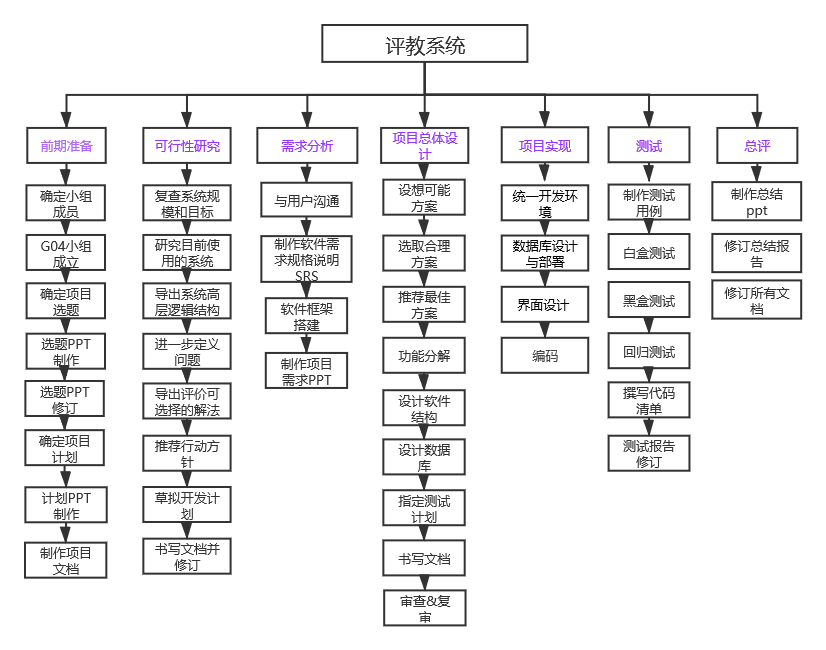 评教系统
前期准备
确定小组
成员
G04小组
成立
确定项目
选题
选题PPT
制作
选题PPT
修订
确定项目
计划
计划PPT
制作
制作项目
文档
可行性研究
复查系统规
模和目标
研究目前使
用的系统
导出系统高
层逻辑结构
进一步定义
问题
导出评价可
选择的解法
推荐行动方
针
草拟开发计
划
书写文档并
修订
需求分析
与用户沟通
制作软件需
求规格说明
SRS
软件框架
搭建
制作项目
需求PPT
项目总体设
计
设想可能
方案
选取合理
方案
推荐最佳
方案
功能分解
设计软件
结构
设计数据
库
指定测试
计划
书写文档
审查&复
审
项目实现
统一开发环
境
数据库设计
与部署
界面设计
编码
测试
制作测试
用例
白盒测试
黑盒测试
回归测试
撰写代码
清单
测试报告
修订
总评
制作总结
ppt
修订总结报
告
修订所有文
档